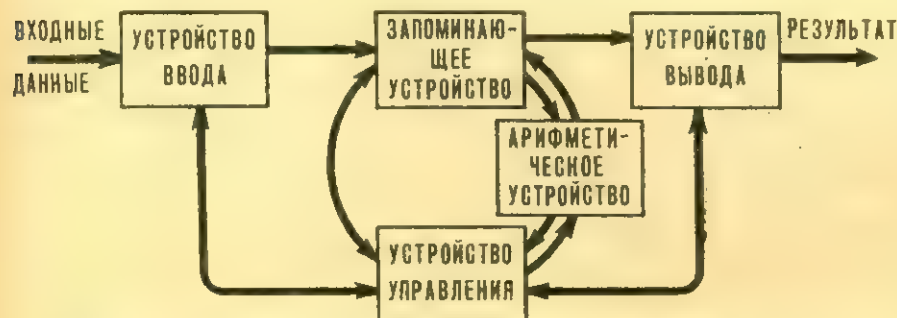 ВХОДНЫЕ
ДАННЫЕ
УСТРОЙСТВО
ВВОДА
ЗАПОМИНАЮ-
ЩЕЕ
УСТРОЙСТВО
УСТРОЙСТВО
ВЫВОДА
РЕЗУЛЬТАТ
АРИФМЕТИ-
ЧЕСКОЕ
УСТРОЙСТВО
УСТРОЙСТВО
УПРАВЛЕНИЯ